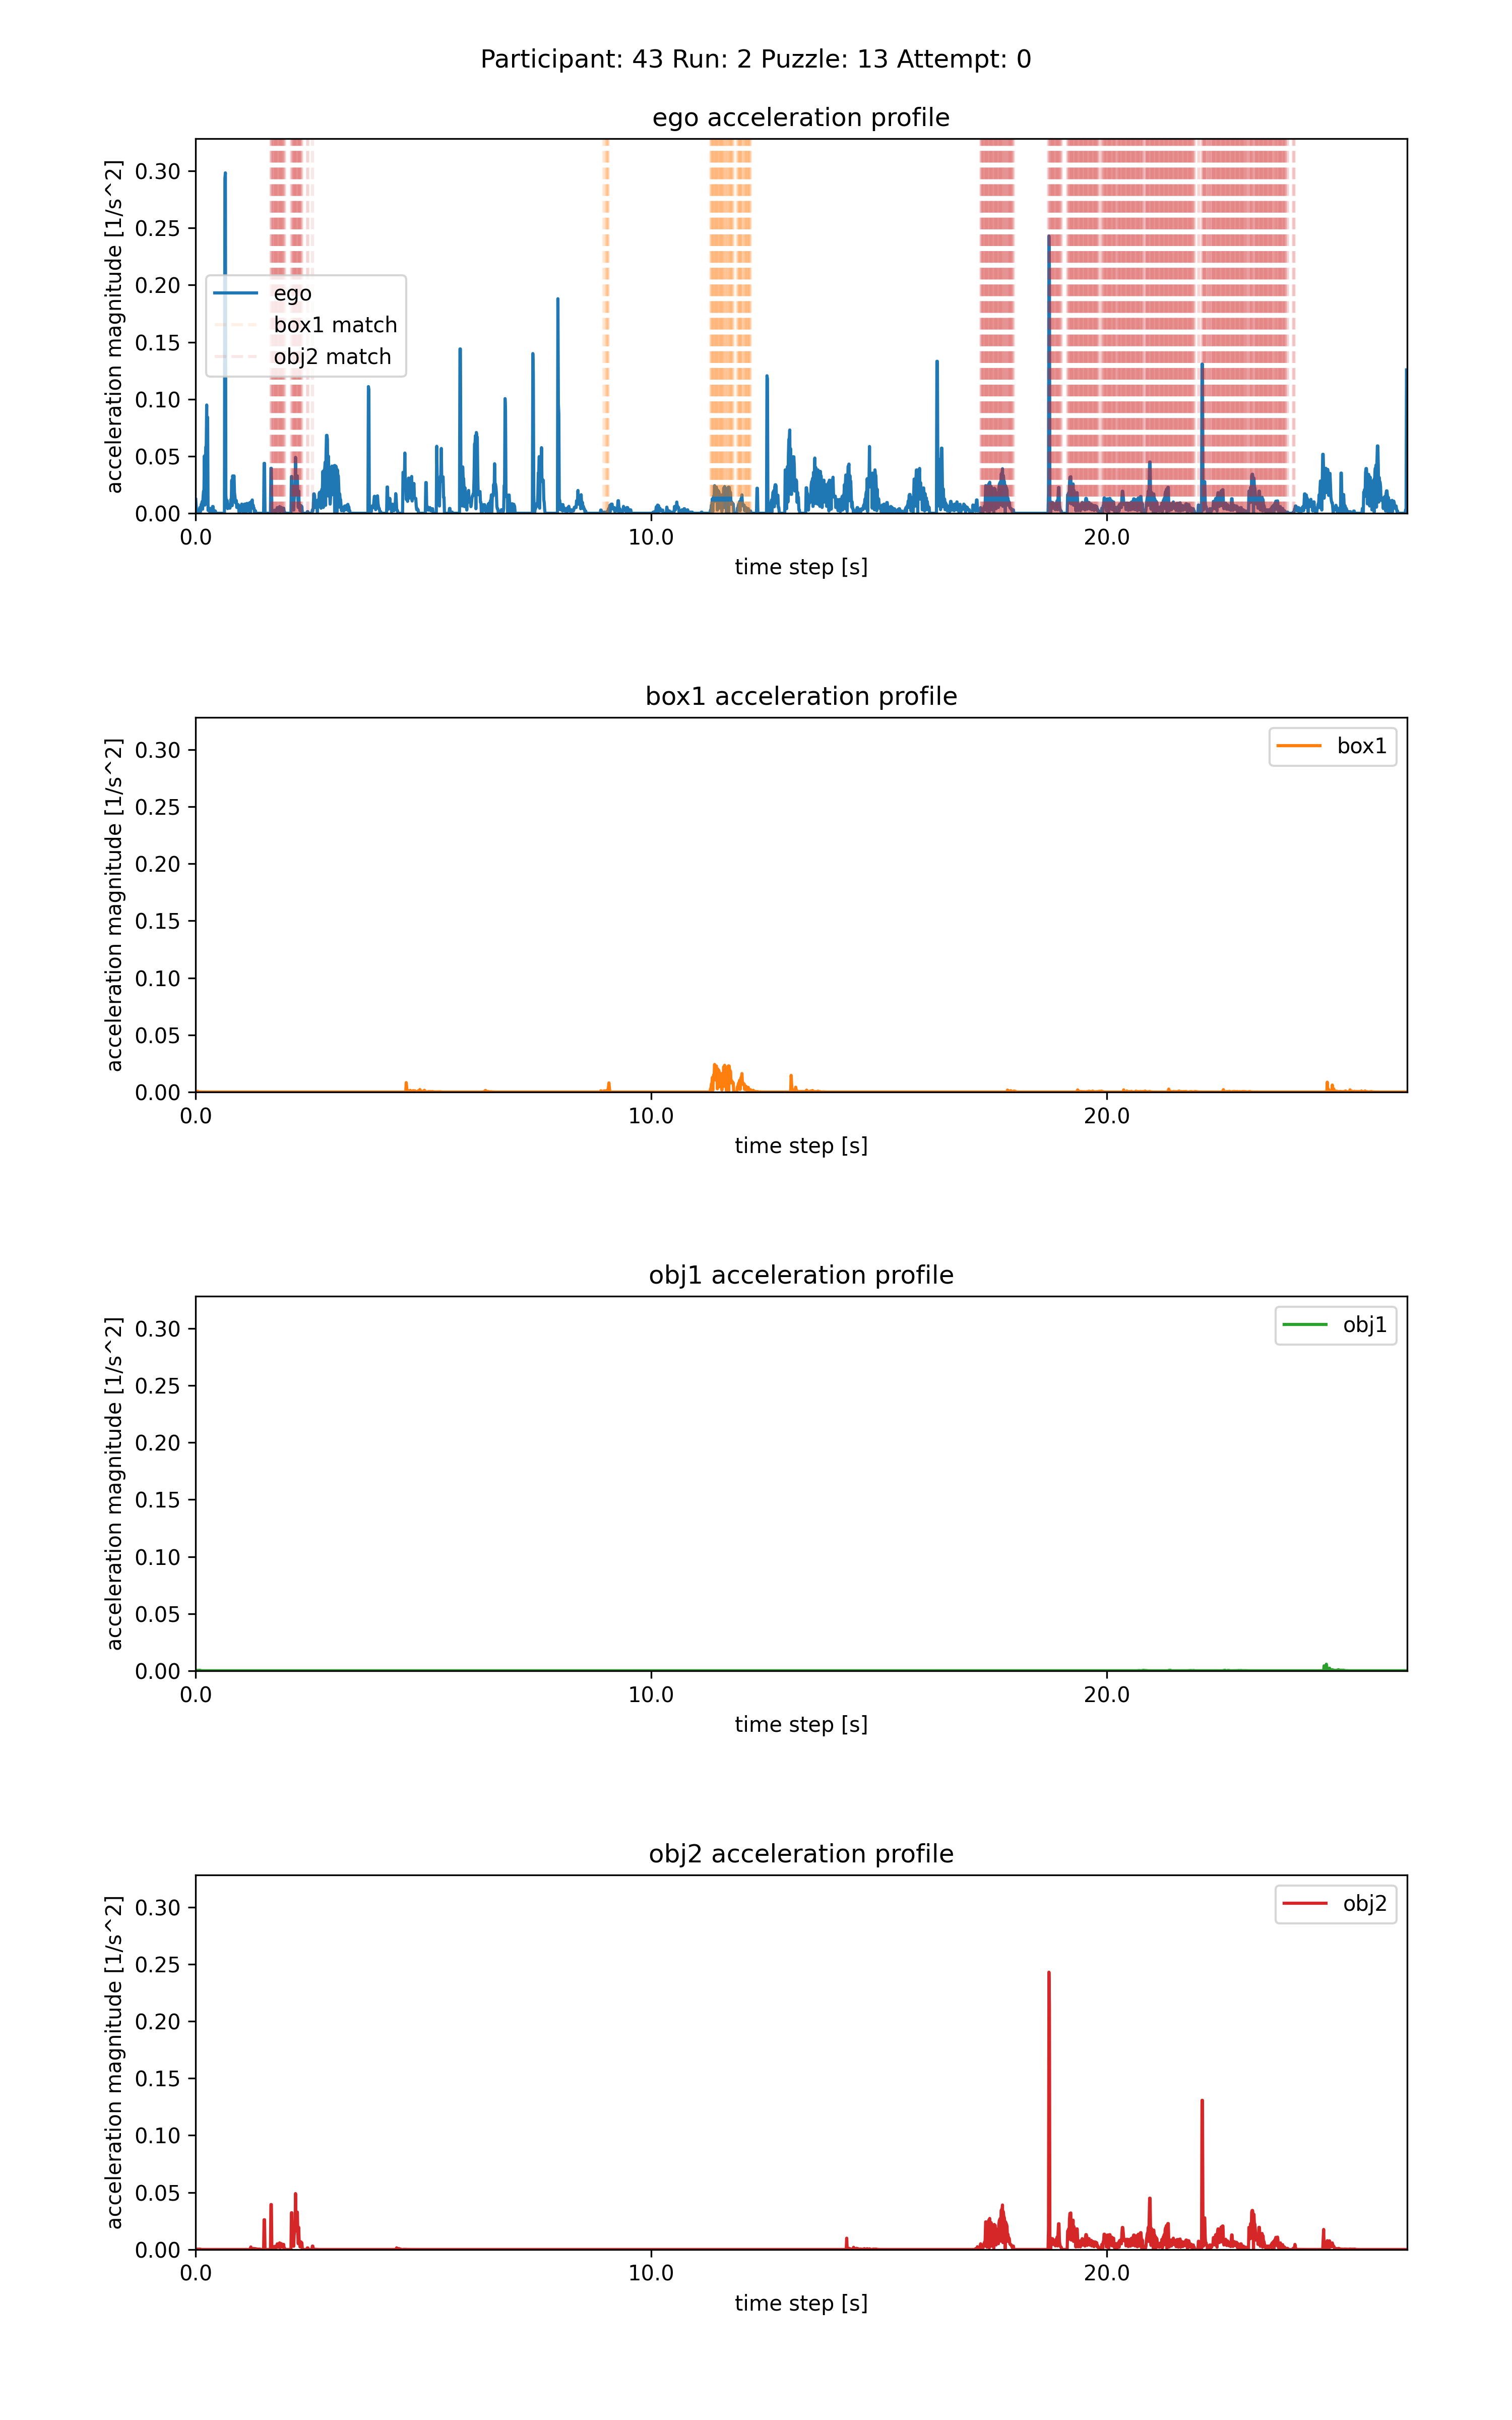 Participant: 43 Run: 2 Puzzle: 13 Attempt: 0
ego acceleration profile
acceleration magnitude [1/s^2]
0.30
0.25
0.20
0.15
0.10
0.05
0.00
ego
box1 match
obj2 match
0.0 10.0 20.0
time step [s]
box1 acceleration profile
acceleration magnitude [1/s^2]
0.30
0.25
0.20
0.15
0.10
0.05
0.00
box1
0.0 10.0 20.0
time step [s]
obj1 acceleration profile
acceleration magnitude [1/s^2]
0.30
0.25
0.20
0.15
0.10
0.05
0.00
obj1
0.0 10.0 20.0
time step [s]
obj2 acceleration profile
acceleration magnitude [1/s^2]
0.30
0.25
0.20
0.15
0.10
0.05
0.00
obj2
0.0 10.0 20.0
time step [s]